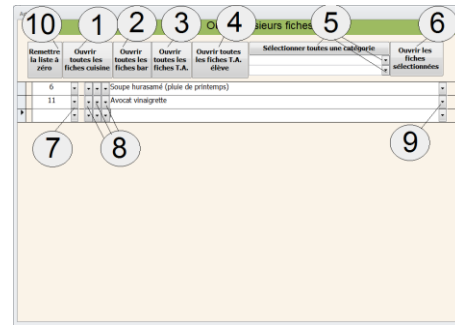 10 1 2 3 4 5 6
sieurs fiches
Remettre la liste à zéro
Ouvrir toutes les fiches cuisine
Ouvrir toutes les fiches bar
Ouvrir toutes les fiches T.A.
Ouvrir toutes les fiches T.A. élève
Sélectionner toutes une catégorie
Ouvrir les fiches sélectionnées
6 Soupe hurasamé (pluie de printemps)
11 Avocat vinaigrette
7 8 9